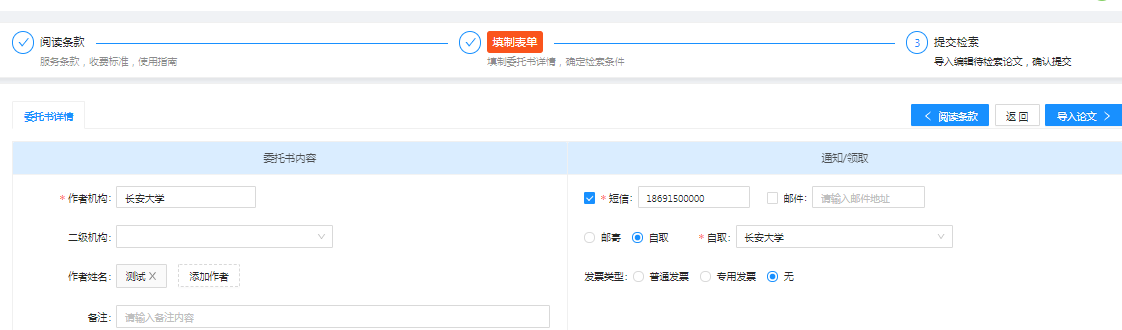 阅读条款
服务条款，收费标准，使用指南
填制表单
填制委托书详情，确定检索条件
3 提交检索
导入编辑待检索论文，确认提交
委托书详情
< 阅读条款 返 回 导入论文 >
委托书内容 通知/领取
* 作者机构： 长安大学 * 短信： 18691500000 邮件： 请输入邮件地址
二级机构： 邮寄 自取 * 自取： 长安大学
作者姓名： 测试 X 添加作者 发票类型： 普通发票 专用发票 无
备注： 请输入备注内容